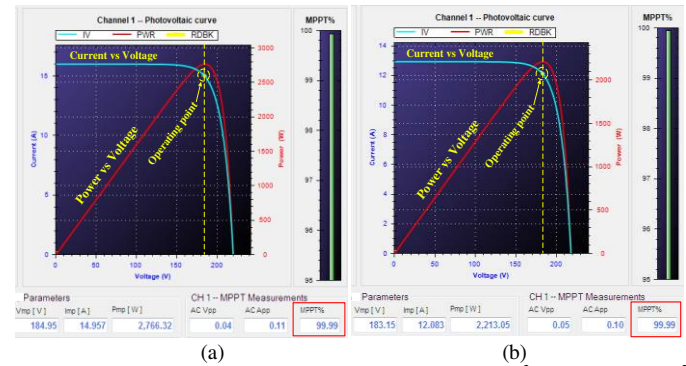 Channel 1 -- Photovoltaic curve
IV PWR RDBK
MPPT%
Current vs Voltage
Power vs Voltage
Operating point
Current (A)
15
10
5
0
3000
2500
2000
1500
1000
500
0
Power (W)
0 50 100 150 200
Voltage (V)
99
98
97
96
95
Parameters
CH 1 -- MPPT Measurements
Vmp [ V ] Imp [ A ] Pmp [ W ] AC Vpp AC App MPPT%
184.95 14.957 2,766.32 0.04 0.11 99.99
(a)
Channel 1 -- Photovoltaic curve
IV PWR RDBK
MPPT%
Current vs Voltage
Power vs Voltage
Operating point
Current (A)
14
12
10
8
6
4
2
0
2000
1500
1000
500
0
Power (W)
0 50 100 150 200
Voltage (V)
99
98
97
96
95
Parameters
CH 1 -- MPPT Measurements
Vmp [ V ] Imp [ A ] Pmp [ W ] AC Vpp AC App MPPT%
183.15 12.083 2,213.05 0.05 0.10 99.99
(b)